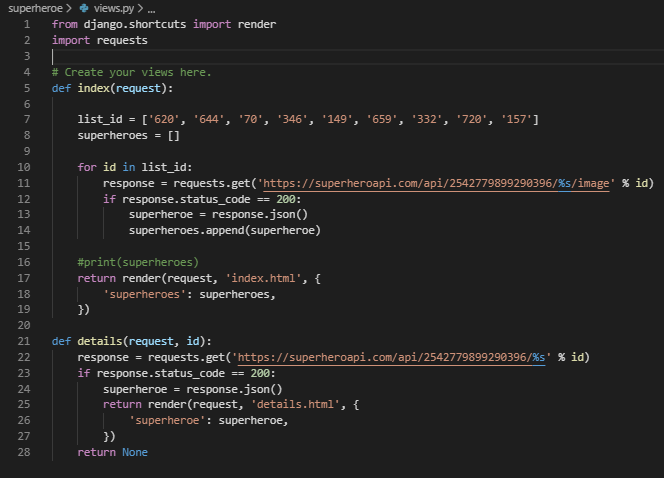 superheroe > views.py > ...
1 from django.shortcuts import render
2 import requests
3
4 # Create your views here.
5 def index(request):
6
7     list_id = ['620', '644', '70', '346', '149', '659', '332', '720', '157']
8     superheroes = []
9
10     for id in list_id:
11         response = requests.get('https://superheroapi.com/api/2542779899290396/%s/image' % id)
12         if response.status_code == 200:
13             superheroe = response.json()
14             superheroes.append(superheroe)
15
16     #print(superheroes)
17     return render(request, 'index.html', {
18         'superheroes': superheroes,
19     })
20
21 def details(request, id):
22     response = requests.get('https://superheroapi.com/api/2542779899290396/%s' % id)
23     if response.status_code == 200:
24         superheroe = response.json()
25         return render(request, 'details.html', {
26             'superheroe': superheroe,
27         })
28     return None